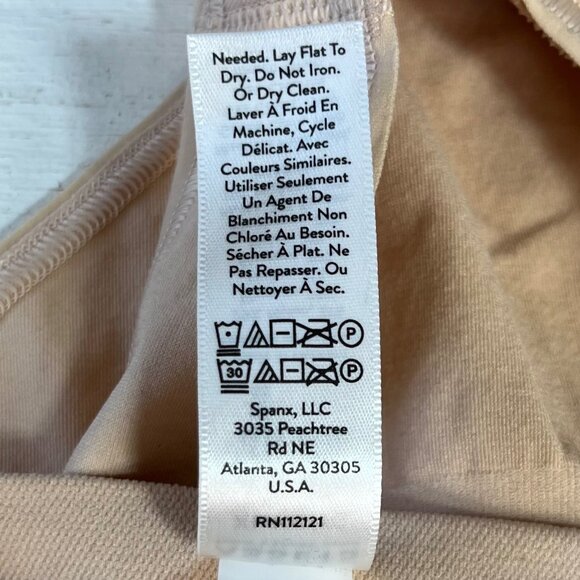 Needed. Lay Flat To
Dry. Do Not Iron.
Or Dry Clean.
Laver À Froid En
Machine, Cycle
Délicat. Avec
Couleurs Similaires.
Utiliser Seulement
Un Agent De
Blanchiment Non
Chloré Au Besoin.
Sécher À Plat. Ne
Pas Repasser. Ou
Nettoyer À Sec.
P
30 P
Spanx, LLC
3035 Peachtree
Rd NE
Atlanta, GA 30305
U.S.A.
RN112121